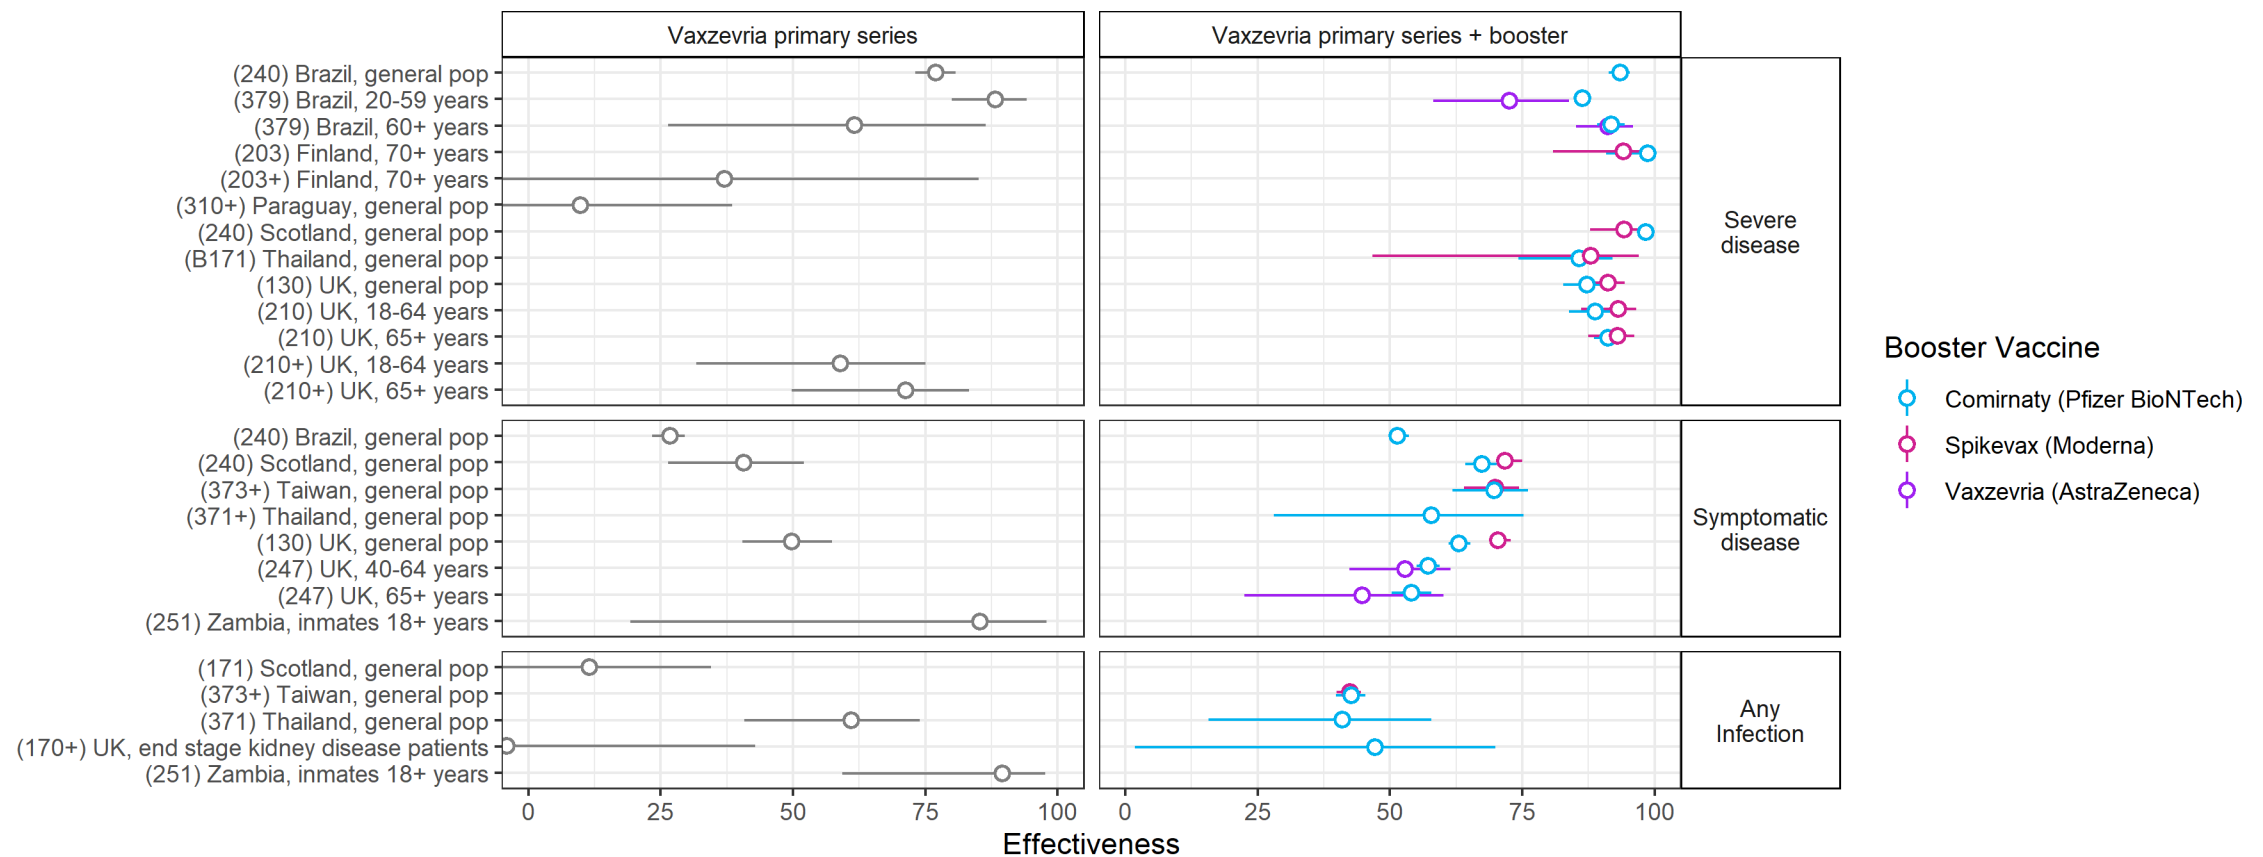 Vaxzevria primary series
Vaxzevria primary series + booster
(240) Brazil, general pop
(379) Brazil, 20-59 years
(379) Brazil, 60+ years
(203) Finland, 70+ years
(203+) Finland, 70+ years
(310+) Paraguay, general pop
(240) Scotland, general pop
(B171) Thailand, general pop
(130) UK, general pop
(210) UK, 18-64 years
(210) UK, 65+ years
(210+) UK, 18-64 years
(210+) UK, 65+ years
Severe
disease
(240) Brazil, general pop
(240) Scotland, general pop
(373+) Taiwan, general pop
(371+) Thailand, general pop
(130) UK, general pop
(247) UK, 40-64 years
(247) UK, 65+ years
(251) Zambia, inmates 18+ years
Symptomatic
disease
(171) Scotland, general pop
(373+) Taiwan, general pop
(371) Thailand, general pop
(170+) UK, end stage kidney disease patients
(251) Zambia, inmates 18+ years
Any
Infection
0 25 50 75 100
0 25 50 75 100
Effectiveness
Booster Vaccine
Comirnaty (Pfizer BioNTech)
Spikevax (Moderna)
Vaxzevria (AstraZeneca)